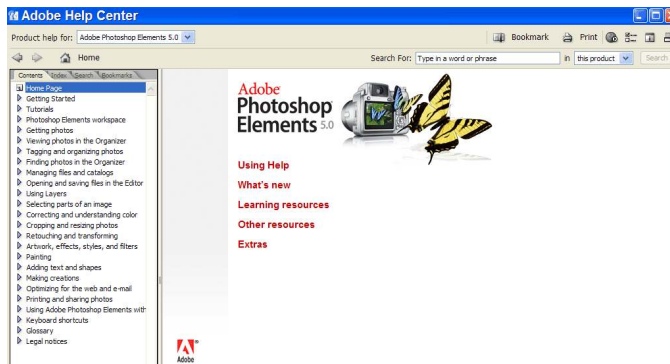 Adobe Help Center
Product help for: Adobe Photoshop Elements 5.0
Bookmark Print
Home
Search For: Type in a word or phrase in this product Search
Contents Index Search Bookmarks
Home Page
Getting Started
Tutorials
Photoshop Elements workspace
Getting photos
Viewing photos in the Organizer
Tagging and organizing photos
Finding photos in the Organizer
Managing files and catalogs
Opening and saving files in the Editor
Using Layers
Selecting parts of an image
Correcting and understanding color
Cropping and resizing photos
Retouching and transforming
Artwork, effects, styles, and filters
Painting
Adding text and shapes
Making creations
Optimizing for the web and e-mail
Printing and sharing photos
Using Adobe Photoshop Elements with
Keyboard shortcuts
Glossary
Legal notices
Adobe
Photoshop
Elements 5.0
Using Help
What's new
Learning resources
Other resources
Extras
Adobe